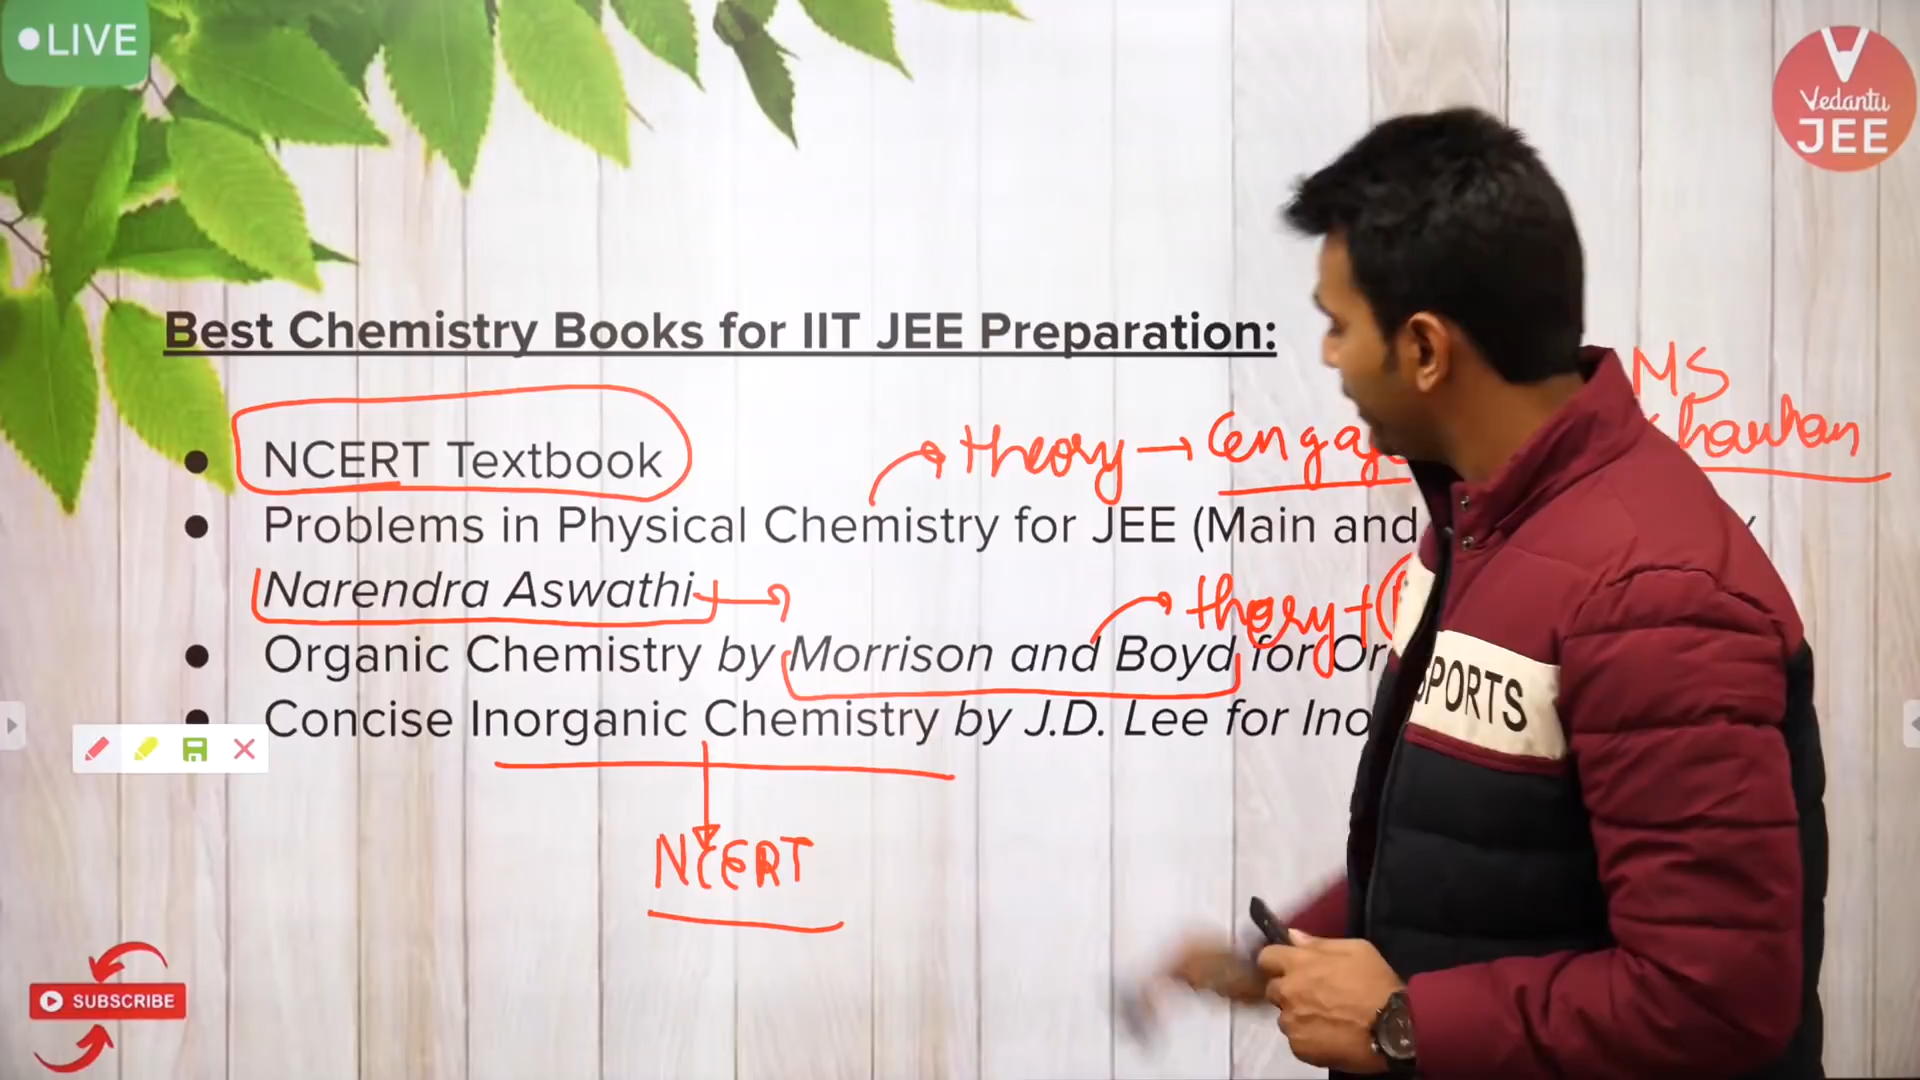 LIVE
Vedantu
JEE
Best Chemistry Books for IIT JEE Preparation:
MS
NCERT Textbook
theory → Cengage
Chauhan
Problems in Physical Chemistry for JEE (Main and
Narendra Aswathi
theory +
Organic Chemistry by Morrison and Boyd for Or
Concise Inorganic Chemistry by J.D. Lee for Ino
SPORTS
NCERT
SUBSCRIBE